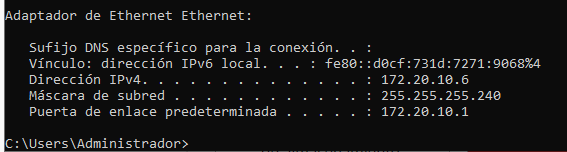 Adaptador de Ethernet Ethernet:
Sufijo DNS específico para la conexión. . :
Vínculo: dirección IPv6 local. . . : fe80::d0cf:731d:7271:9068%4
Dirección IPv4. . . . . . . . . . . . . . : 172.20.10.6
Máscara de subred . . . . . . . . . . . . : 255.255.255.240
Puerta de enlace predeterminada . . . . . : 172.20.10.1
C:\Users\Administrador>